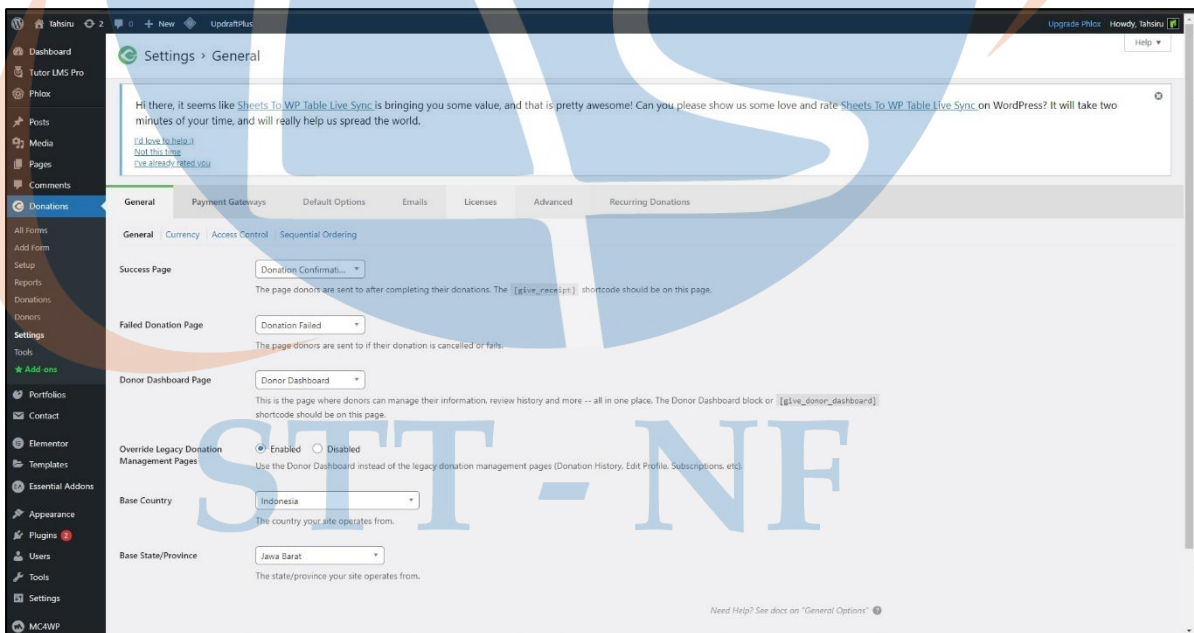 Tahsiru 2 0 + New UpdraftPlus Upgrade Phlox Howdy, Tahsiru
Help
Dashboard
Tutor LMS Pro
Phlox
Posts
Media
Pages
Comments
Donations
All Forms
Add Form
Setup
Reports
Donations
Donors
Settings
Tools
Add-ons
Portfolios
Contact
Elementor
Templates
Essential Addons
Appearance
Plugins 2
Users
Tools
Settings
MC4WP
Settings › General
Hi there, it seems like Sheets To WP Table Live Sync is bringing you some value, and that is pretty awesome! Can you please show us some love and rate Sheets To WP Table Live Sync on WordPress? It will take two
minutes of your time, and will really help us spread the world.
I'd love to help :)
Not this time
I've already rated you
General Payment Gateways Default Options Emails Licenses Advanced Recurring Donations
General Currency Access Control Sequential Ordering
Success Page Donation Confirmati...
The page donors are sent to after completing their donations. The [give_receipt] shortcode should be on this page.
Failed Donation Page Donation Failed
The page donors are sent to if their donation is cancelled or fails.
Donor Dashboard Page Donor Dashboard
This is the page where donors can manage their information, review history and more -- all in one place. The Donor Dashboard block or [give_donor_dashboard]
shortcode should be on this page.
Override Legacy Donation Enabled Disabled
Management Pages Use the Donor Dashboard instead of the legacy donation management pages (Donation History, Edit Profile, Subscriptions, etc).
Base Country Indonesia
The country your site operates from.
Base State/Province Jawa Barat
The state/province your site operates from.
Need Help? See docs on "General Options"
STT - NF